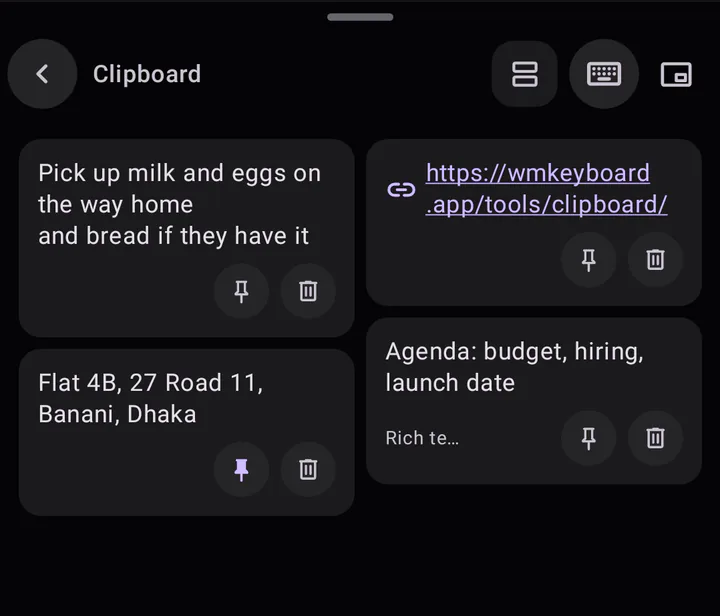 Clipboard
Pick up milk and eggs on
the way home
and bread if they have it
https://wmkeyboard
.app/tools/clipboard/
Flat 4B, 27 Road 11,
Banani, Dhaka
Agenda: budget, hiring,
launch date
Rich te…